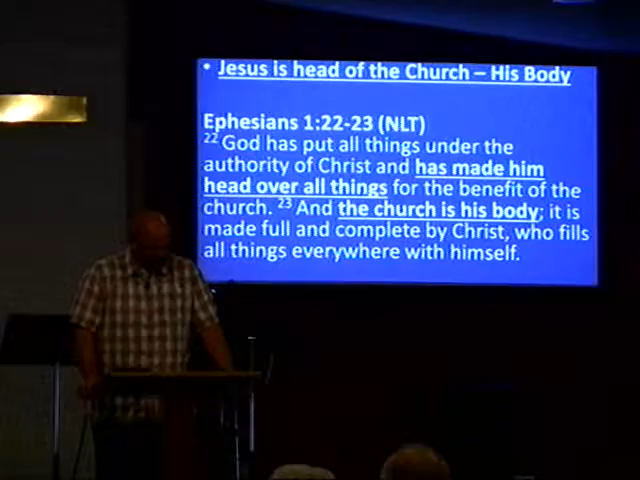 • Jesus is head of the Church – His Body
Ephesians 1:22-23 (NLT)
22 God has put all things under the
authority of Christ and has made him
head over all things for the benefit of the
church. 23 And the church is his body; it is
made full and complete by Christ, who fills
all things everywhere with himself.